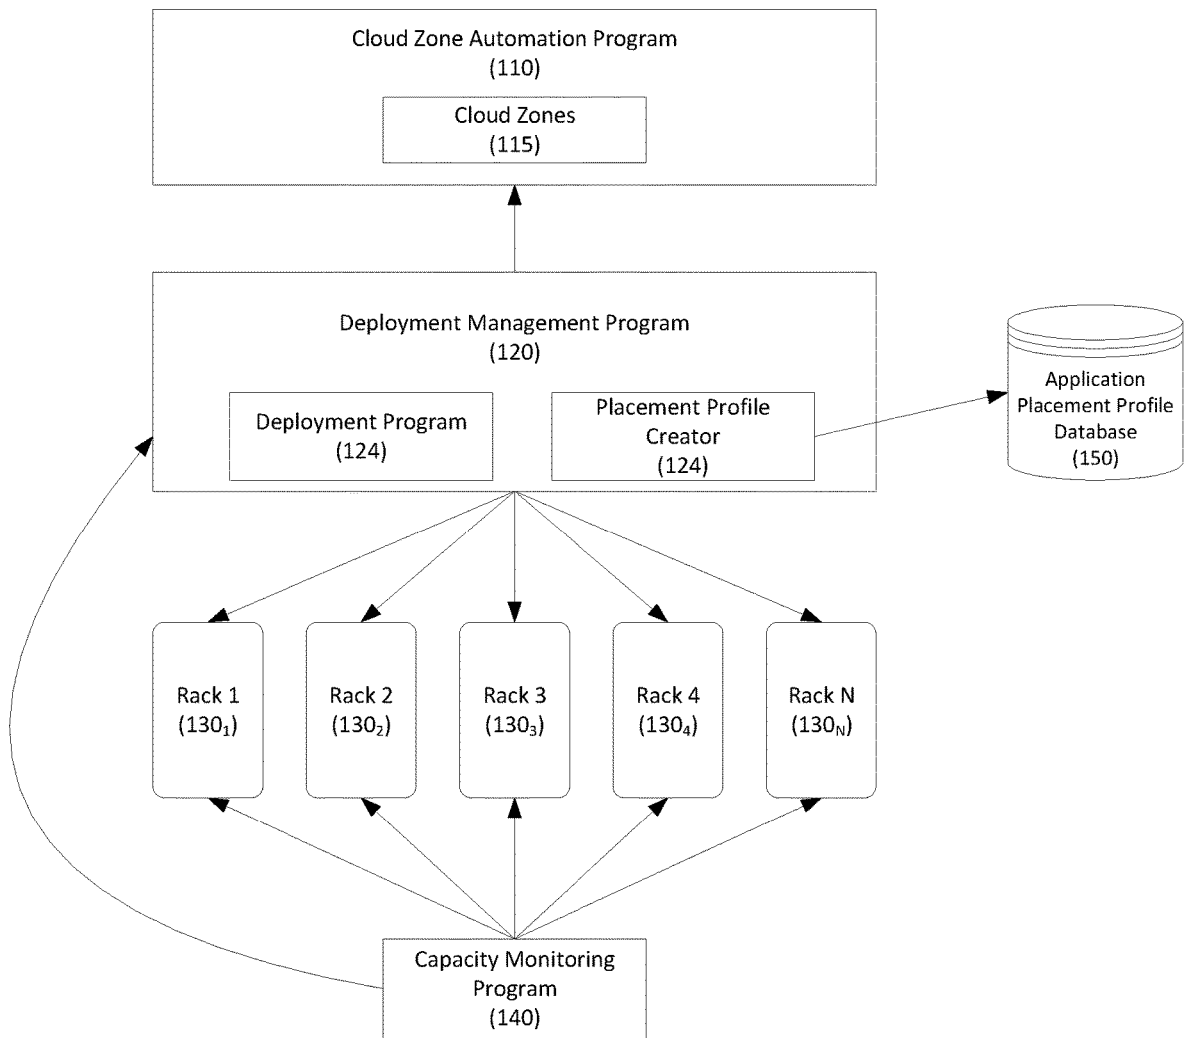 Cloud Zone Automation Program
(110)
Cloud Zones
(115)
Deployment Management Program
(120)
Deployment Program
(124)
Placement Profile
Creator
(124)
Application
Placement Profile
Database
(150)
Rack 1
(130₁)
Rack 2
(130₂)
Rack 3
(130₃)
Rack 4
(130₄)
Rack N
(130_N)
Capacity Monitoring
Program
(140)